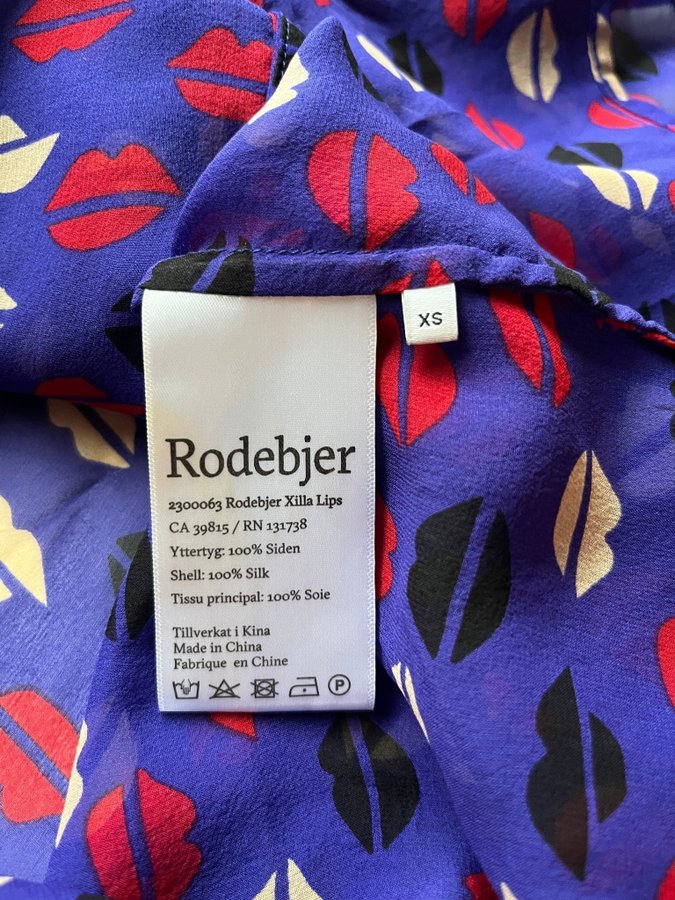 XS
Rodebjer
2300063 Rodebjer Xilla Lips
CA 39815 / RN 131738
Yttertyg: 100% Siden
Shell: 100% Silk
Tissu principal: 100% Soie
Tillverkat i Kina
Made in China
Fabrique en Chine
P